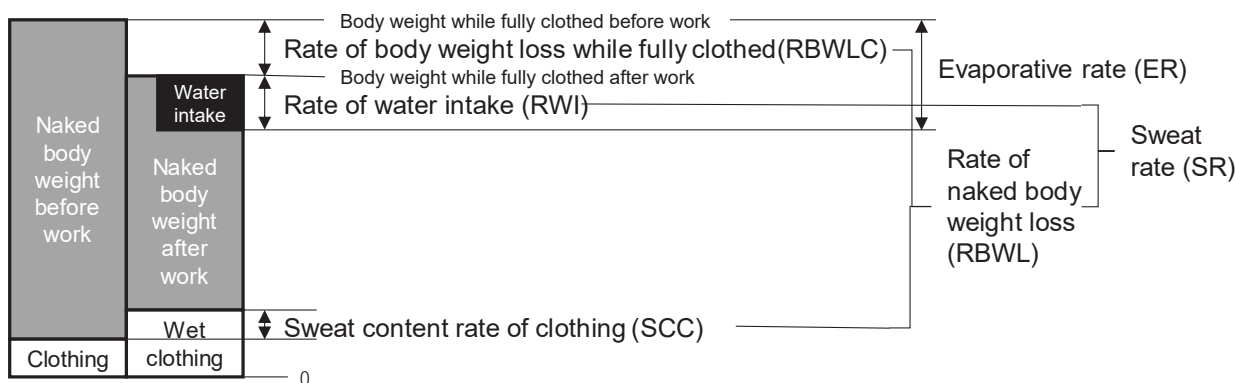 Body weight while fully clothed before work
Rate of body weight loss while fully clothed(RBWLC)
Body weight while fully clothed after work
Rate of water intake (RWI)
Evaporative rate (ER)
Water
intake
Naked
body
weight
before
work
Naked
body
weight
after
work
Rate of
naked body
weight loss
(RBWL)
Sweat
rate (SR)
Sweat content rate of clothing (SCC)
Clothing
Wet
clothing
0